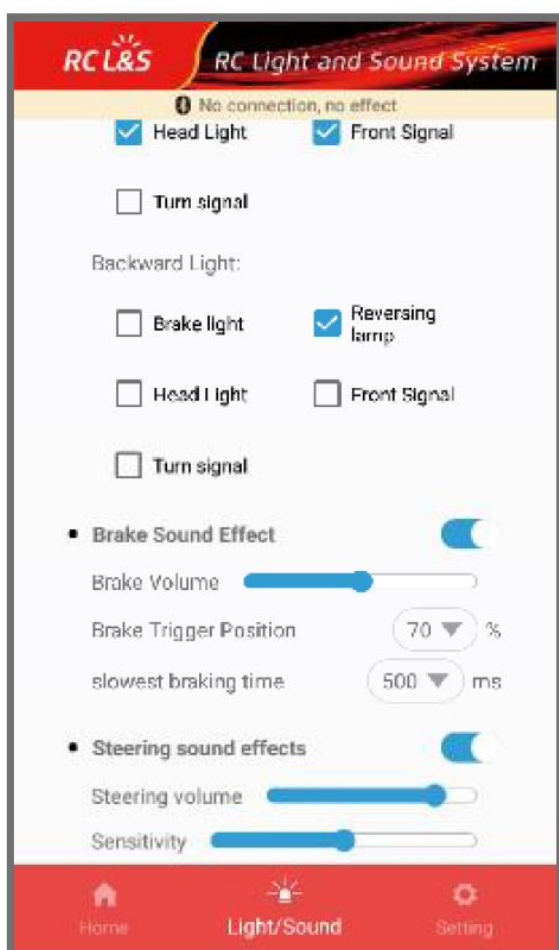 RC L&S
RC Light and Sound System
No connection, no effect
Head Light
Front Signal
Turn signal
Backward Light:
Brake light
Reversing
lamp
Head Light
Front Signal
Turn signal
Brake Sound Effect
Brake Volume
Brake Trigger Position
70
%
slowest braking time
500
ms
Steering sound effects
Steering volume
Sensitivity
Home
Light/Sound
Setting